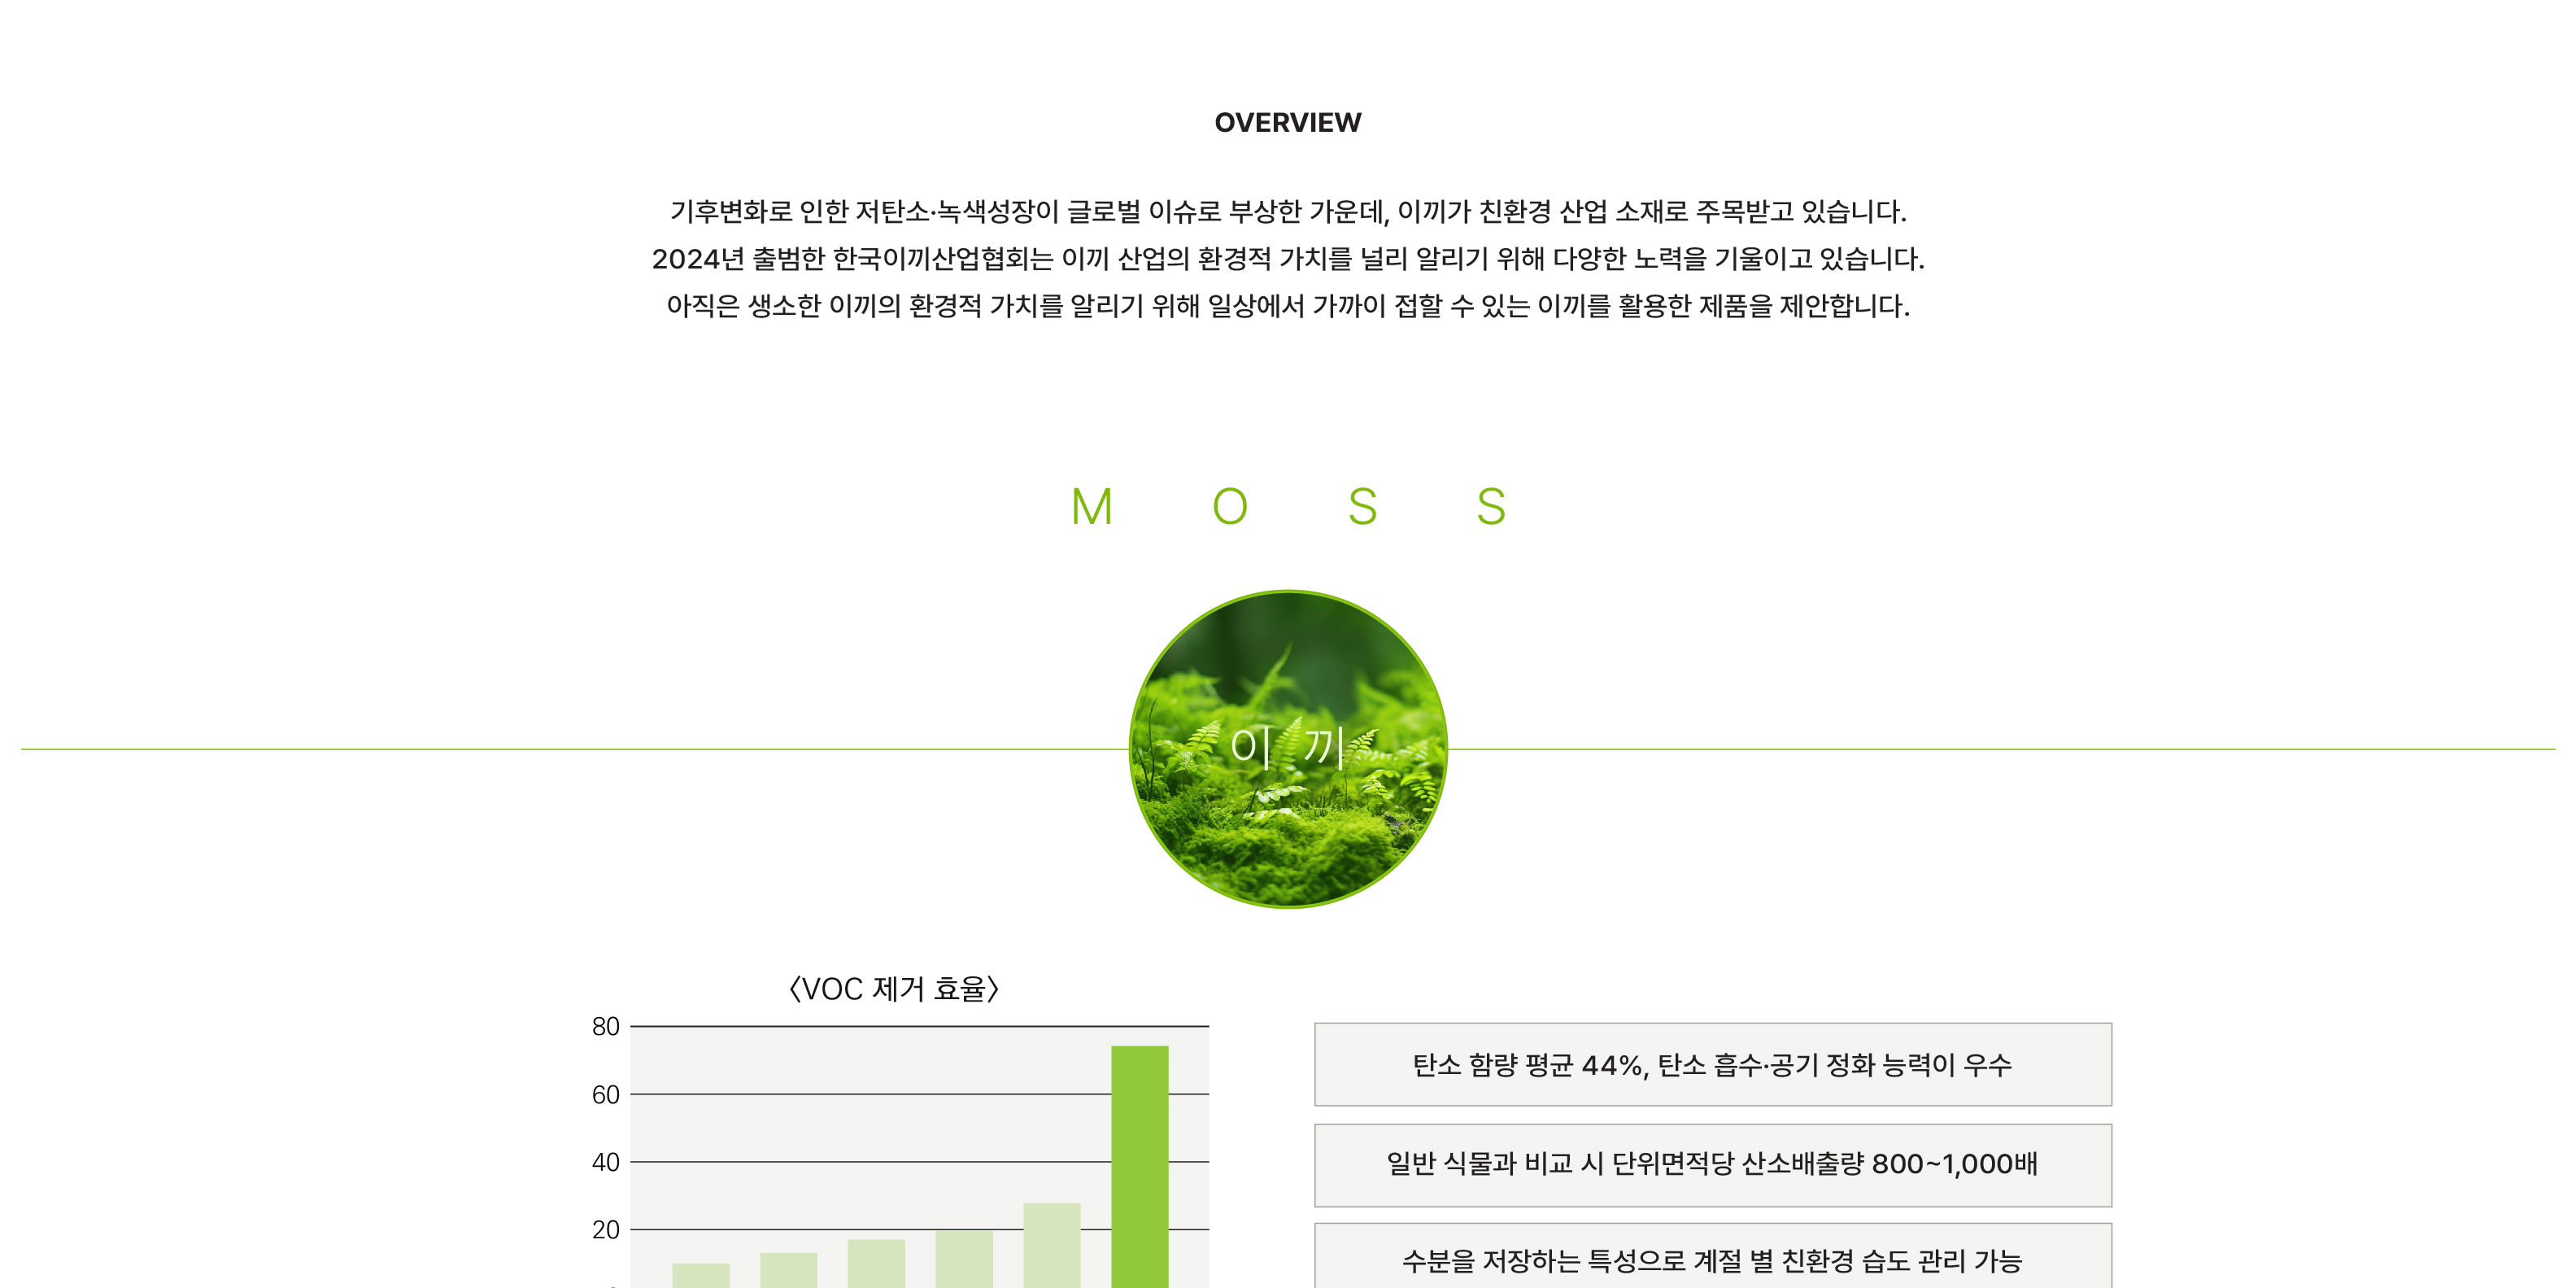 OVERVIEW
기후변화로 인한 저탄소·녹색성장이 글로벌 이슈로 부상한 가운데, 이끼가 친환경 산업 소재로 주목받고 있습니다.
2024년 출범한 한국이끼산업협회는 이끼 산업의 환경적 가치를 널리 알리기 위해 다양한 노력을 기울이고 있습니다.
아직은 생소한 이끼의 환경적 가치를 알리기 위해 일상에서 가까이 접할 수 있는 이끼를 활용한 제품을 제안합니다.
M O S S
이 끼
〈VOC 제거 효율〉
80
60
40
20
탄소 함량 평균 44%, 탄소 흡수·공기 정화 능력이 우수
일반 식물과 비교 시 단위면적당 산소배출량 800~1,000배
수분을 저장하는 특성으로 계절 별 친환경 습도 관리 가능